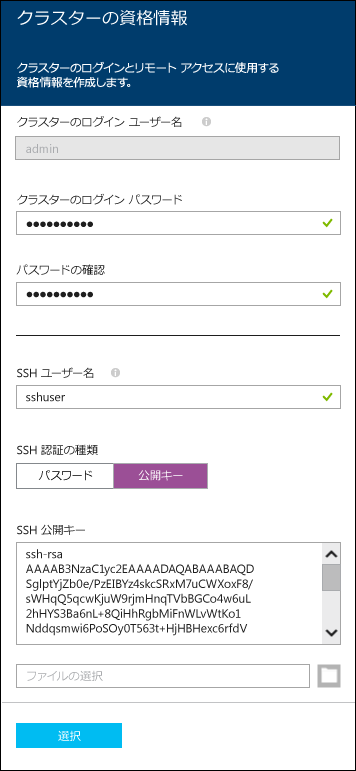 クラスターの資格情報
クラスターのログインとリモート アクセスに使用する
資格情報を作成します。
クラスターのログイン ユーザー名
admin
クラスターのログイン パスワード
●●●●●●●●●●
パスワードの確認
●●●●●●●●●●
SSH ユーザー名
sshuser
SSH 認証の種類
パスワード 公開キー
SSH 公開キー
ssh-rsa
AAAAB3NzaC1yc2EAAAADAQABAAABAQD
SgIptYjZb0e/PzEIBYz4skcSRxM7uCWXoxF8/
sWHqQ5qcwKjuW9rjmHnqTVbBGCo4w6uL
2hHYS3Ba6nL+8QiHhRgbMiFnWLvWtKo1
Nddqsmwi6PoSOy0T563t+HjHBHexc6rfdV
ファイルの選択
選択